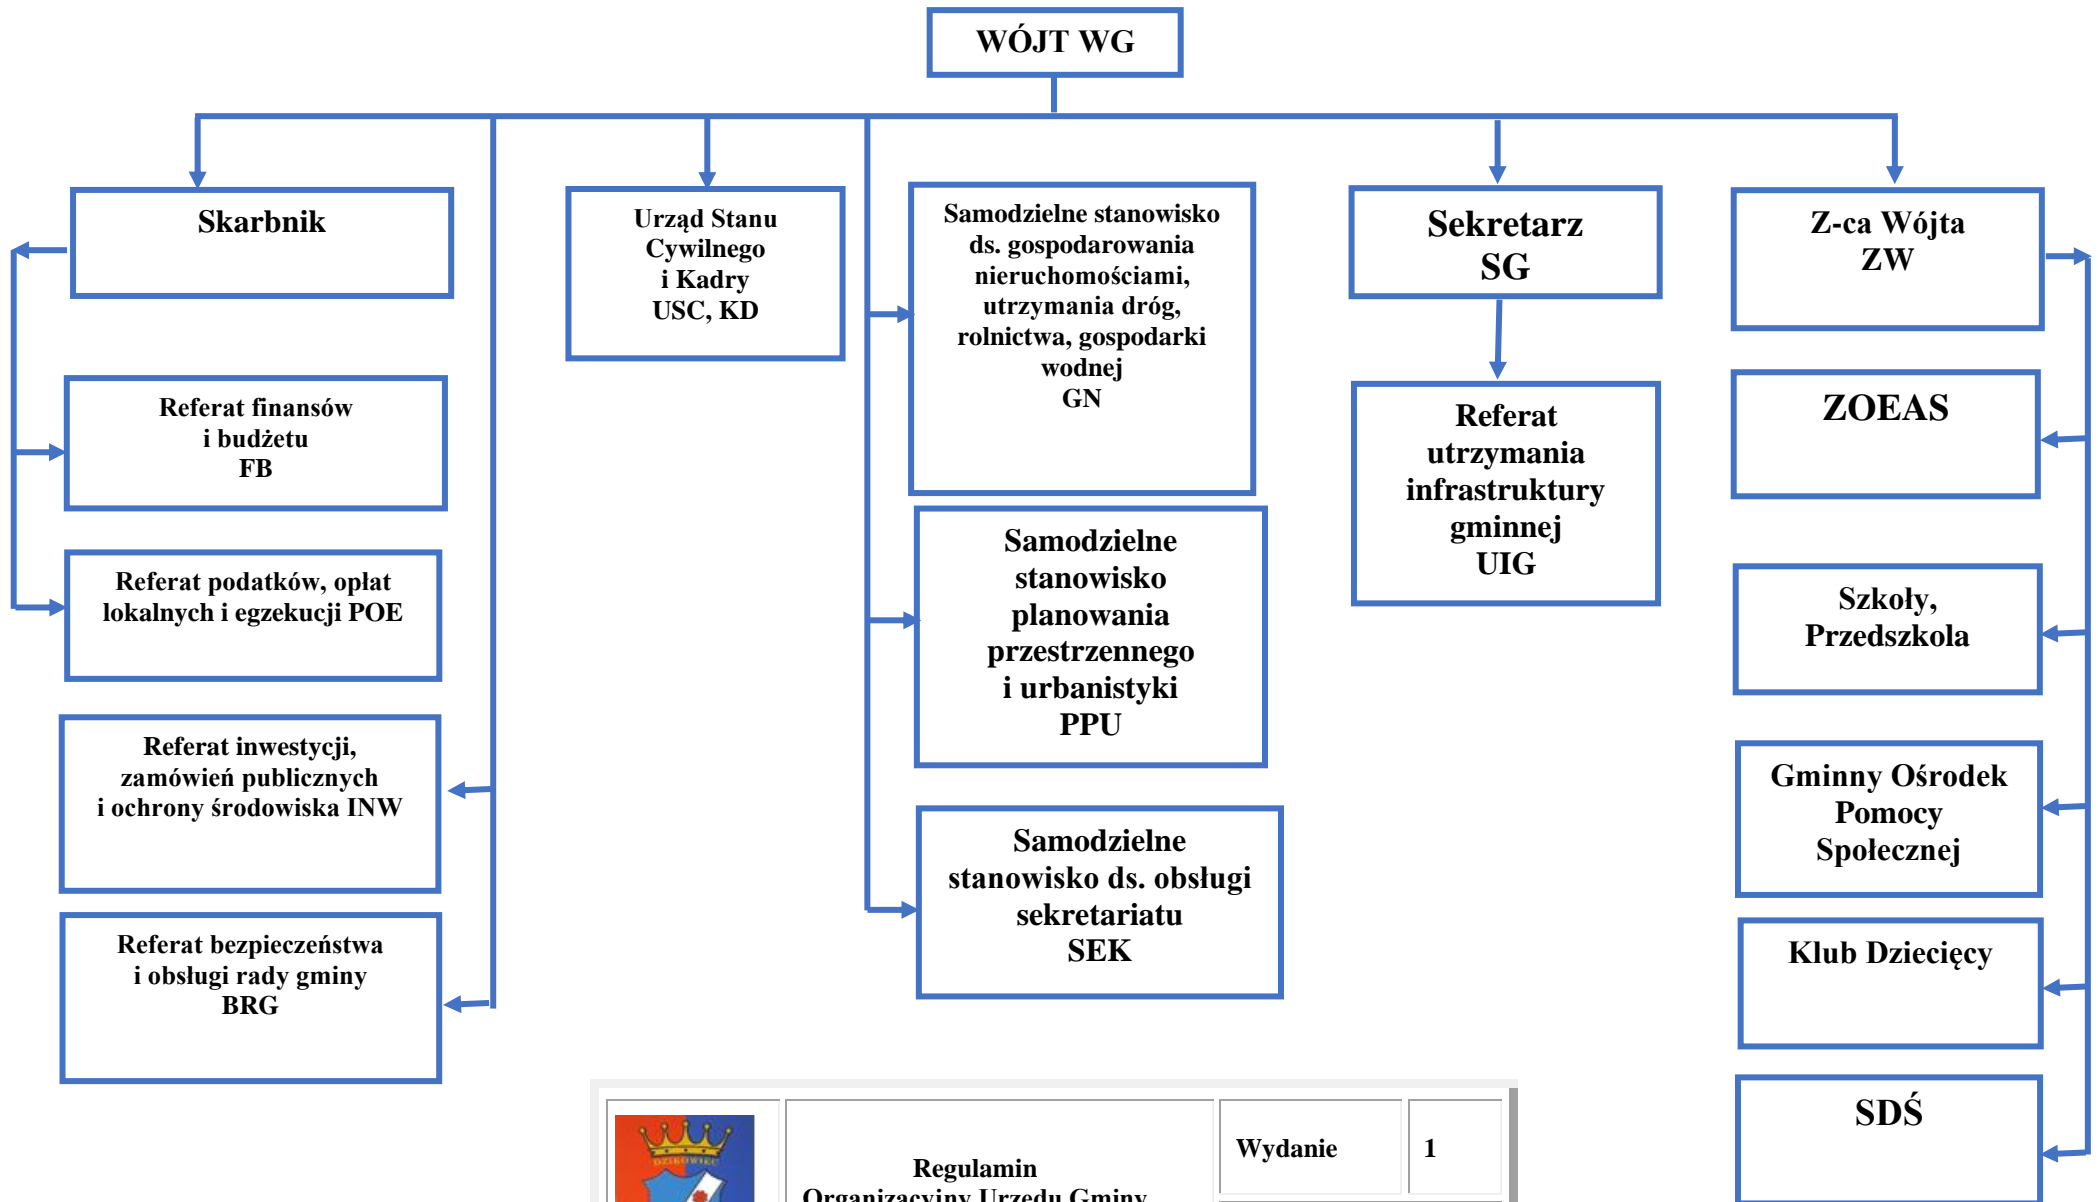 WÓJT WG
Skarbnik
Referat finansów
i budżetu
FB
Referat podatków, opłat
lokalnych i egzekucji POE
Referat inwestycji,
zamówień publicznych
i ochrony środowiska INW
Referat bezpieczeństwa
i obsługi rady gminy
BRG
Urząd Stanu
Cywilnego
i Kadry
USC, KD
Samodzielne stanowisko
ds. gospodarowania
nieruchomościami,
utrzymania dróg,
rolnictwa, gospodarki
wodnej
GN
Samodzielne
stanowisko
planowania
przestrzennego
i urbanistyki
PPU
Samodzielne
stanowisko ds. obsługi
sekretariatu
SEK
Sekretarz
SG
Referat
utrzymania
infrastruktury
gminnej
UIG
Z-ca Wójta
ZW
ZOEAS
Szkoły,
Przedszkola
Gminny Ośrodek
Pomocy
Społecznej
Klub Dziecięcy
SDŚ
DZIKOWIEC
Regulamin
Organizacyjny Urzędu Gminy
Wydanie
1